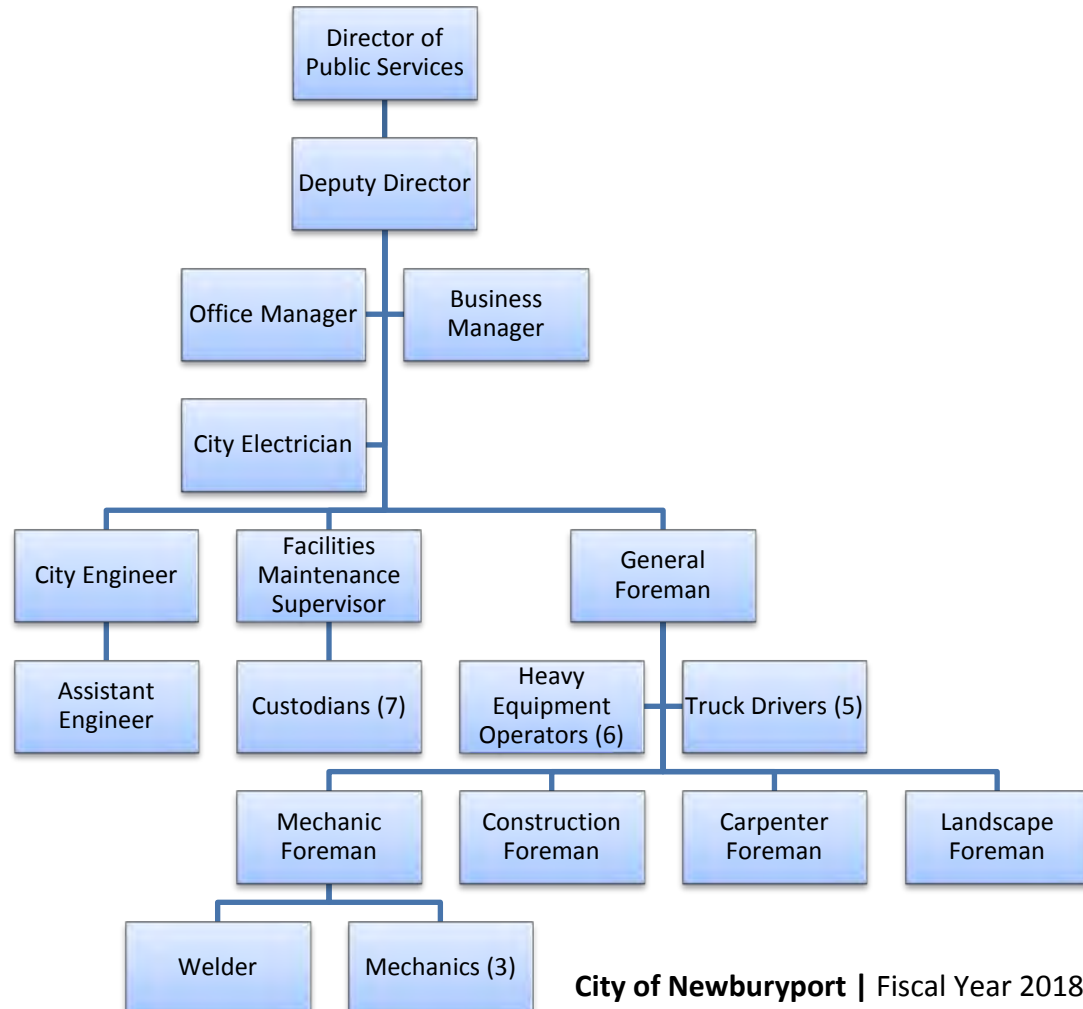 Director of
Public Services
Deputy Director
Office Manager
Business
Manager
City Electrician
City Engineer
Facilities
Maintenance
Supervisor
General
Foreman
Assistant
Engineer
Custodians (7)
Heavy
Equipment
Operators (6)
Truck Drivers (5)
Mechanic
Foreman
Construction
Foreman
Carpenter
Foreman
Landscape
Foreman
Welder
Mechanics (3)
City of Newburyport | Fiscal Year 2018